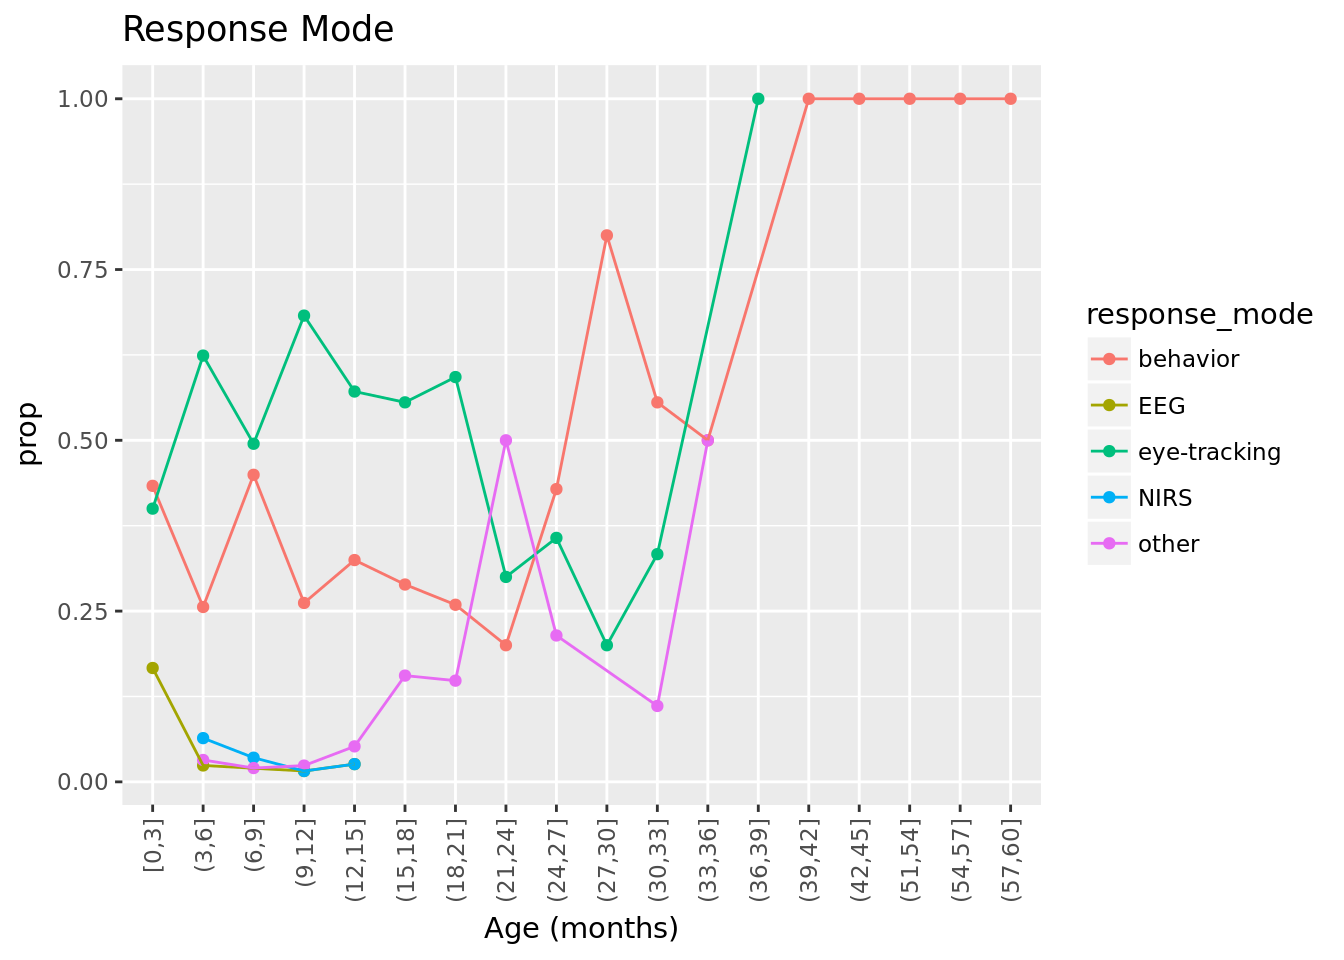 Response Mode
1.00
0.75
0.50
0.25
0.00
prop
[0,3]
(3,6]
(6,9]
(9,12]
(12,15]
(15,18]
(18,21]
(21,24]
(24,27]
(27,30]
(30,33]
(33,36]
(36,39]
(39,42]
(42,45]
(51,54]
(54,57]
(57,60]
Age (months)
response_mode
behavior
EEG
eye-tracking
NIRS
other